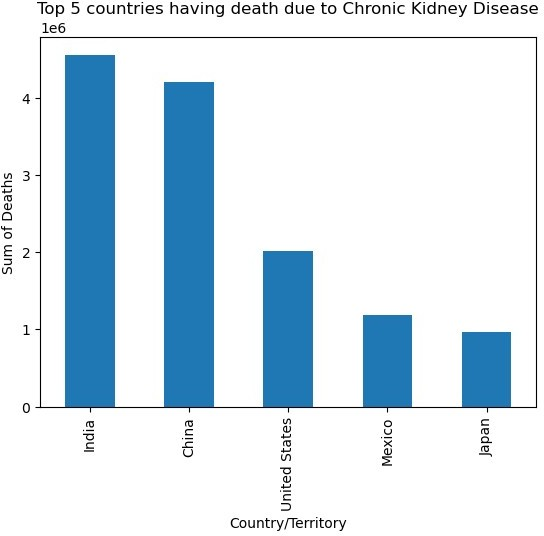 Top 5 countries having death due to Chronic Kidney Disease
1e6
4
3
2
1
0
Sum of Deaths
India
China
United States
Mexico
Japan
Country/Territory